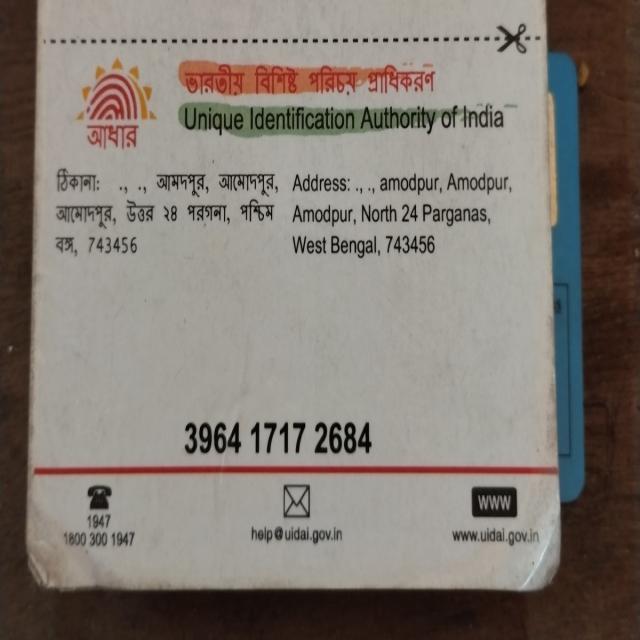 ভারতীয় বিশিষ্ট পরিচয় প্রাধিকরণ
Unique Identification Authority of India
আধার
ঠিকানা: ., ., আমদপুর, আমোদপুর,
আমোদপুর, উত্তর ২৪ পরগনা, পশ্চিম
বঙ্গ, 743456
Address: ., ., amodpur, Amodpur,
Amodpur, North 24 Parganas,
West Bengal, 743456
3964 1717 2684
1947
1800 300 1947
help@uidai.gov.in
www
www.uidai.gov.in